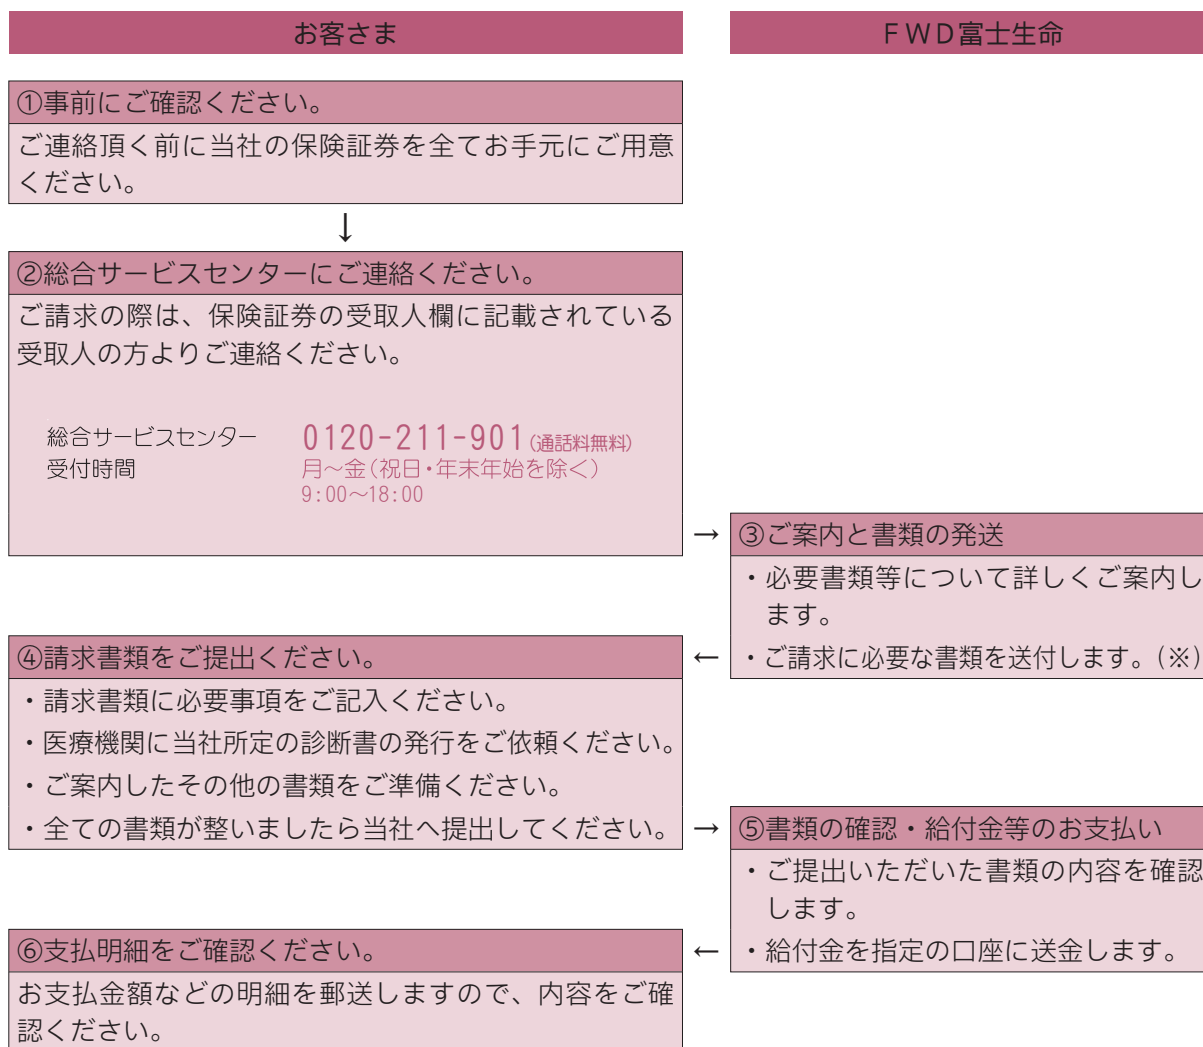 お客さま
ＦＷＤ富士生命
①事前にご確認ください。
ご連絡頂く前に当社の保険証券を全てお手元にご用意
ください。
↓
②総合サービスセンターにご連絡ください。
ご請求の際は、保険証券の受取人欄に記載されている
受取人の方よりご連絡ください。
総合サービスセンター 0120-211-901(通話料無料)
受付時間 月～金(祝日・年末年始を除く)
9:00～18:00
→
③ご案内と書類の発送
・必要書類等について詳しくご案内し
ます。
・ご請求に必要な書類を送付します。(※)
←
④請求書類をご提出ください。
・請求書類に必要事項をご記入ください。
・医療機関に当社所定の診断書の発行をご依頼ください。
・ご案内したその他の書類をご準備ください。
・全ての書類が整いましたら当社へ提出してください。
→
⑤書類の確認・給付金等のお支払い
・ご提出いただいた書類の内容を確認
します。
・給付金を指定の口座に送金します。
←
⑥支払明細をご確認ください。
お支払金額などの明細を郵送しますので、内容をご確
認ください。